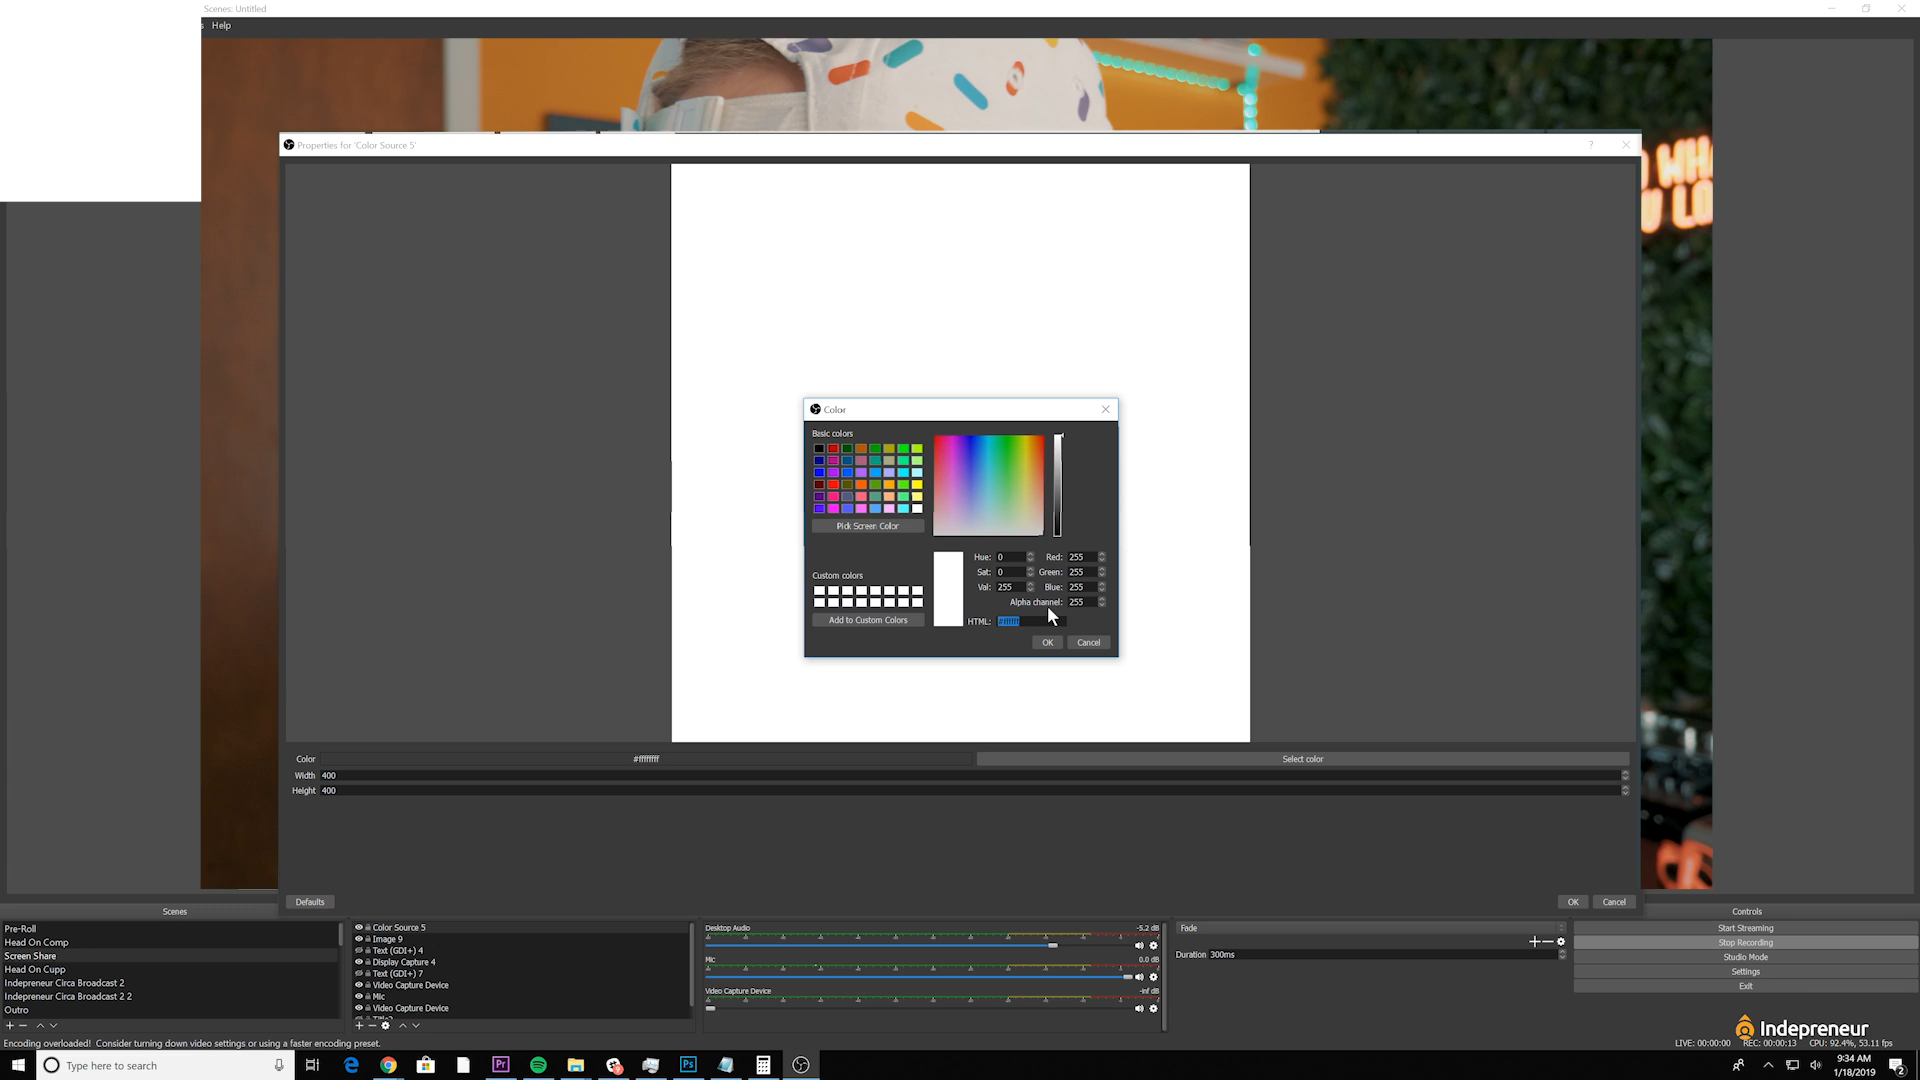 Scenes: Untitled
s Help
Properties for 'Color Source 5'
?
Color
Basic colors
Pick Screen Color
Custom colors
Add to Custom Colors
Hue: 0 Red: 255
Sat: 0 Green: 255
Val: 255 Blue: 255
Alpha channel: 255
HTML: #ffffff
OK Cancel
Color #ffffffff Select color
Width 400
Height 400
Defaults OK Cancel
Scenes
Pre-Roll
Head On Comp
Screen Share
Head On Cupp
Indepreneur Circa Broadcast 2
Indepreneur Circa Broadcast 2 2
Outro
Color Source 5
Image 9
Text (GDI+) 4
Display Capture 4
Text (GDI+) 7
Video Capture Device
Mic
Video Capture Device
Desktop Audio -5.2 dB
Mic 0.0 dB
Video Capture Device -inf dB
Fade
Duration 300ms
Controls
Start Streaming
Stop Recording
Studio Mode
Settings
Exit
Indepreneur
Encoding overloaded! Consider turning down video settings or using a faster encoding preset.
LIVE: 00:00:00 REC: 00:00:13 CPU: 92.4%, 53.11 fps
Type here to search
Pr
Ps
9:34 AM
1/18/2019
2